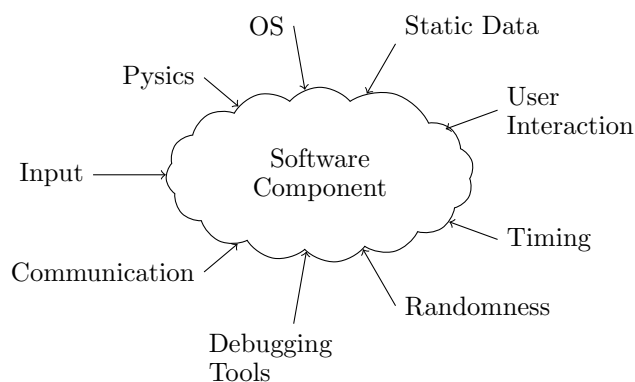 OS
Static Data
Pysics
User
Interaction
Software
Component
Input
Timing
Communication
Randomness
Debugging
Tools